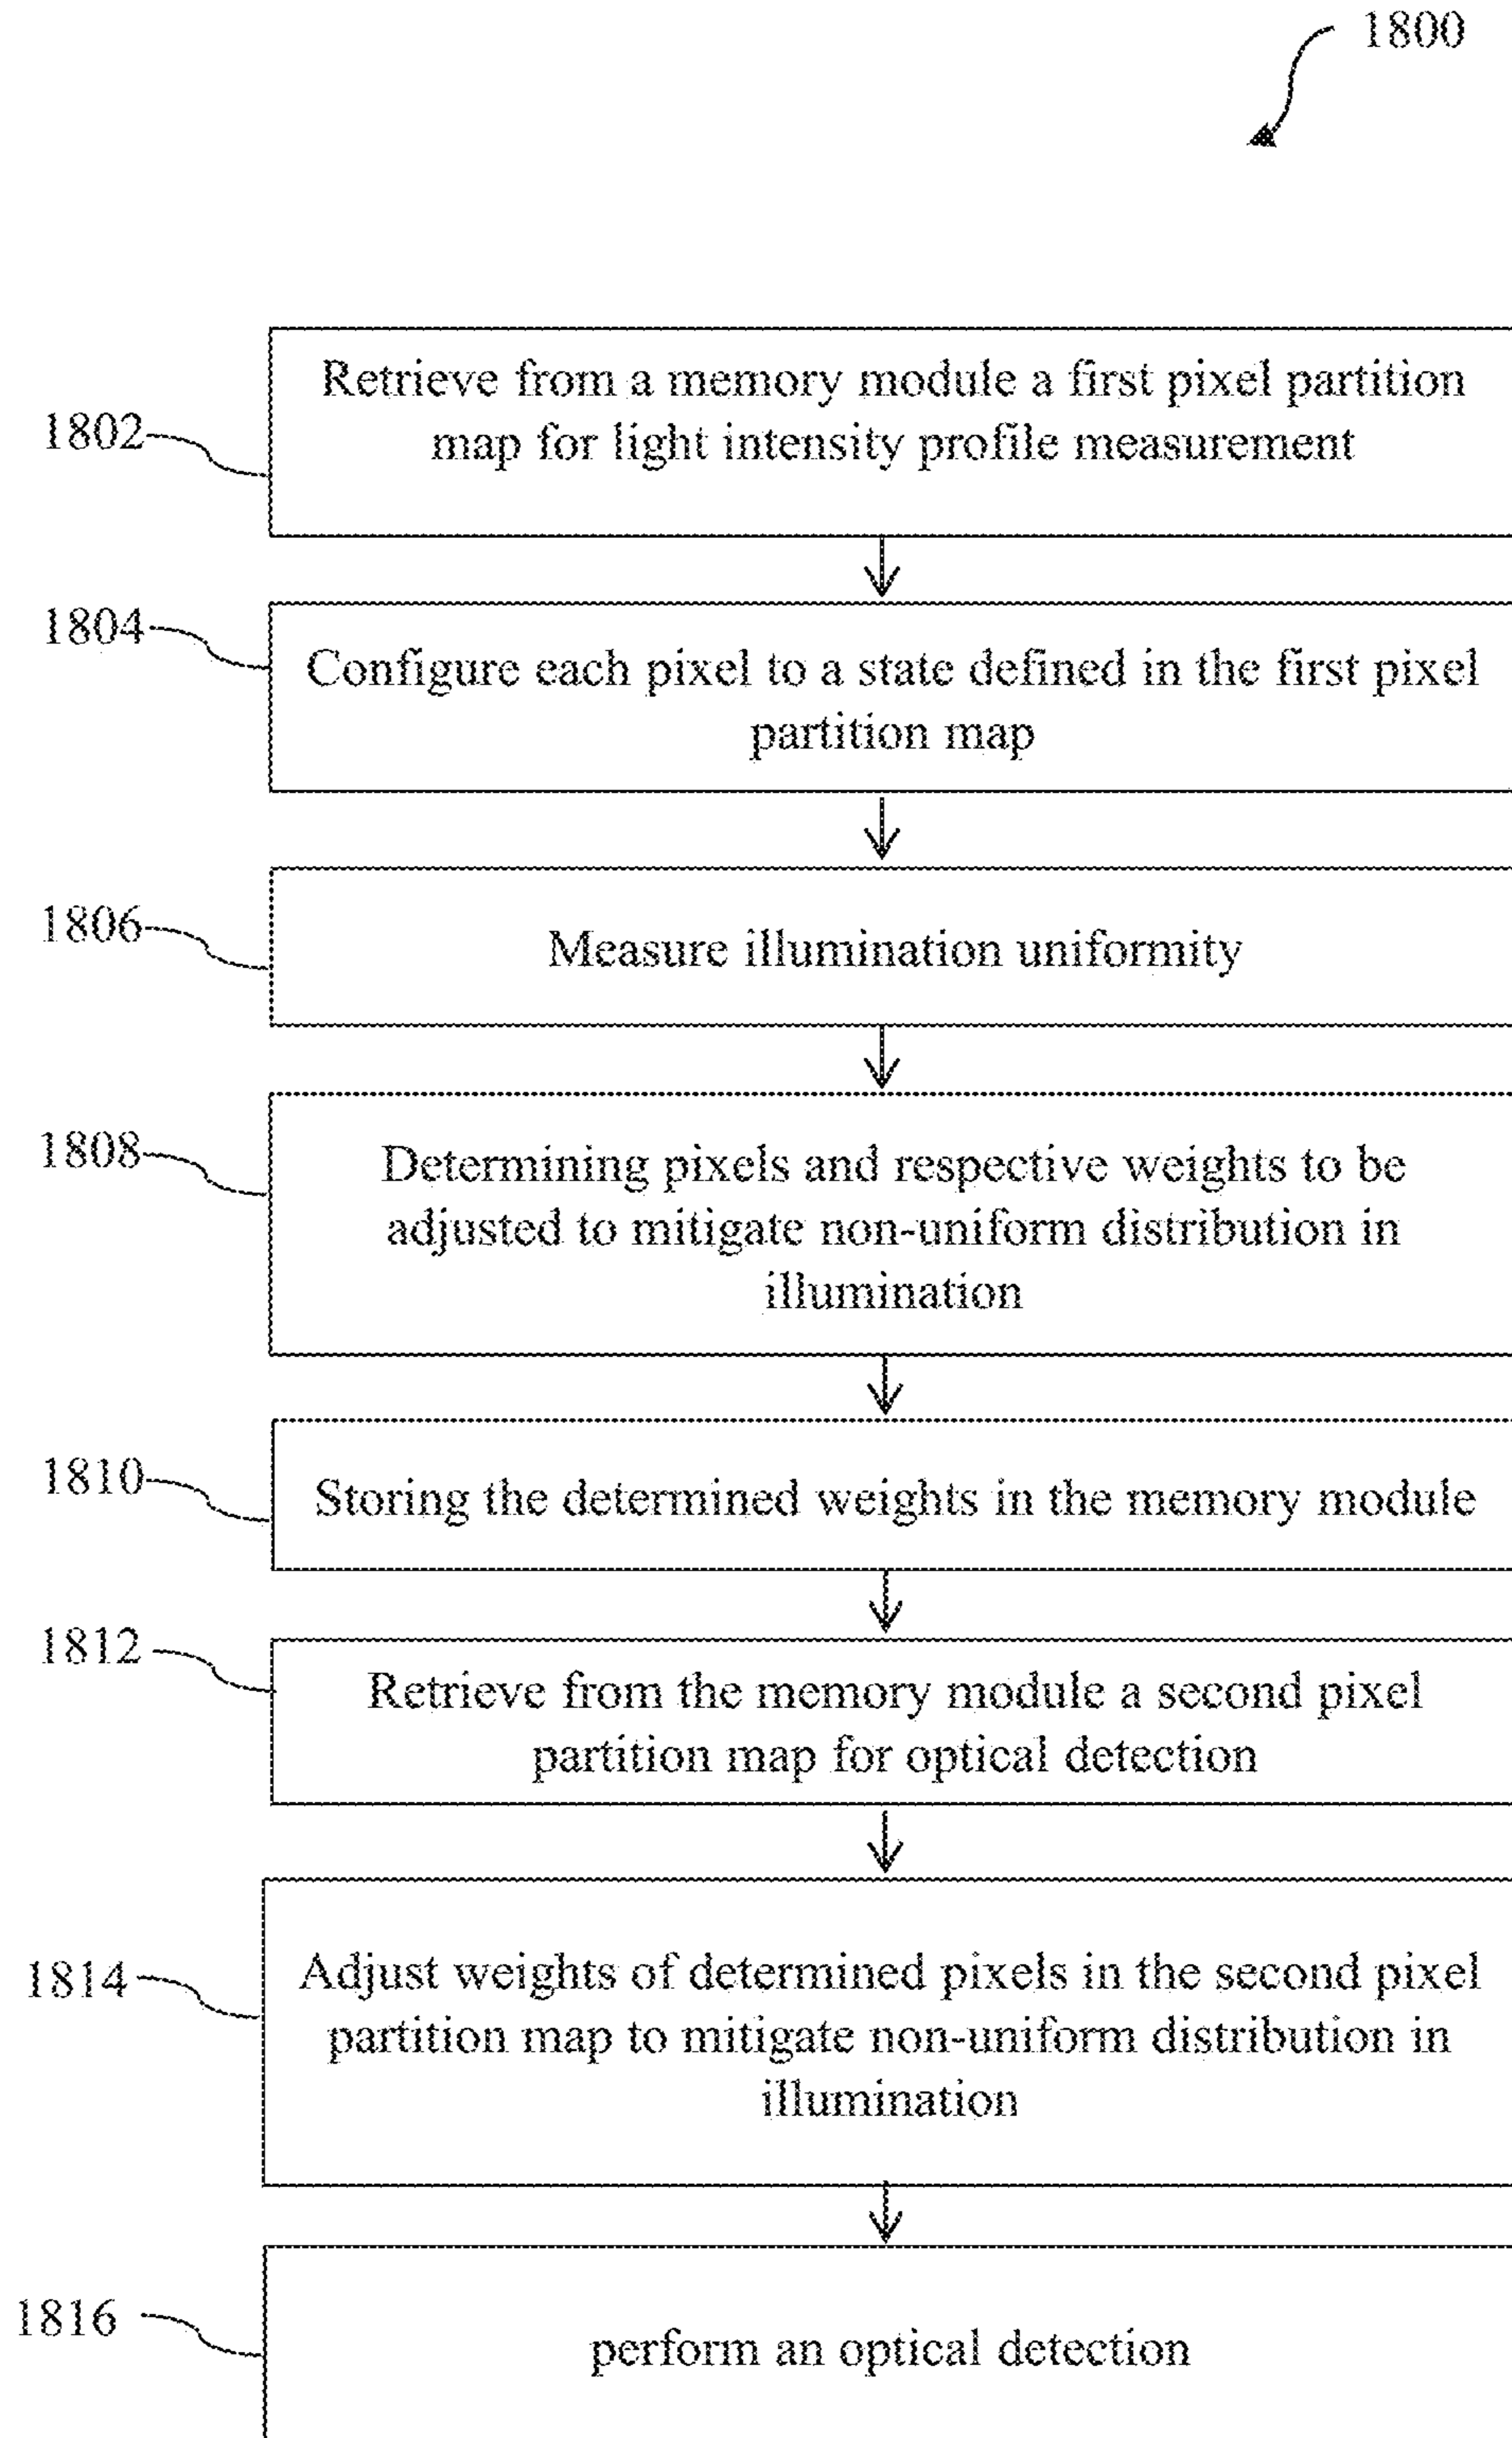 1800
1802
Retrieve from a memory module a first pixel partition
map for light intensity profile measurement
1804
Configure each pixel to a state defined in the first pixel
partition map
1806
Measure illumination uniformity
1808
Determining pixels and respective weights to be
adjusted to mitigate non-uniform distribution in
illumination
1810
Storing the determined weights in the memory module
1812
Retrieve from the memory module a second pixel
partition map for optical detection
1814
Adjust weights of determined pixels in the second pixel
partition map to mitigate non-uniform distribution in
illumination
1816
perform an optical detection